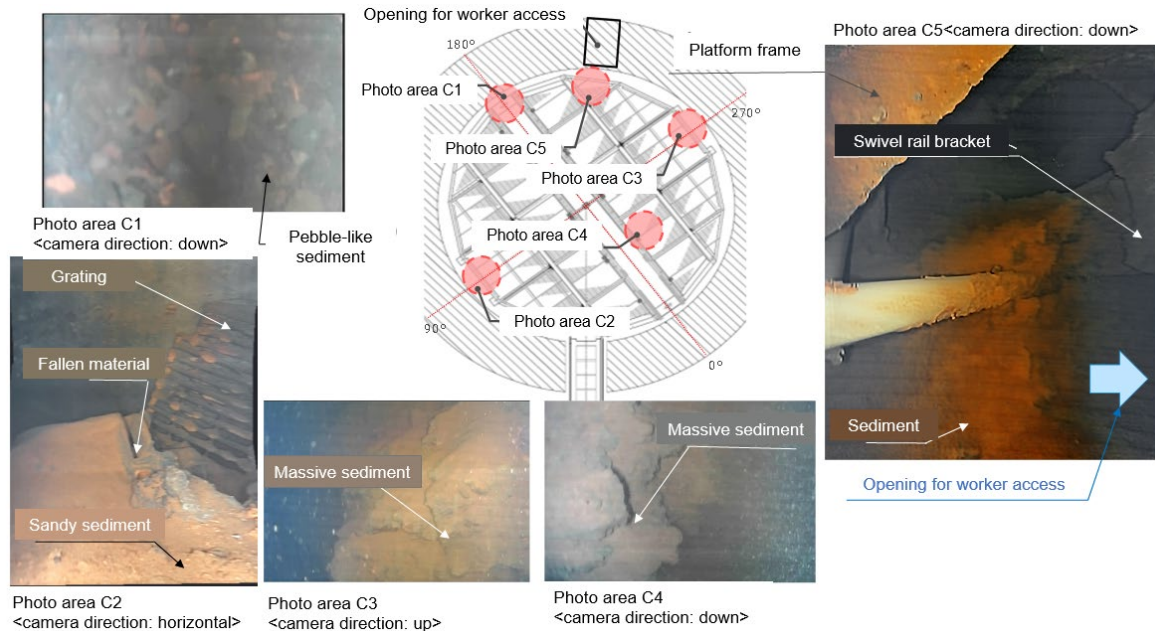 Opening for worker access
Photo area C5<camera direction: down>
180°
Platform frame
Photo area C1
270°
Photo area C5
Swivel rail bracket
Photo area C3
Photo area C1
<camera direction: down>
Pebble-like
sediment
Photo area C4
Grating
Photo area C2
90°
0°
Fallen material
Massive sediment
Massive sediment
Sediment
Opening for worker access
Sandy sediment
Photo area C2
<camera direction: horizontal>
Photo area C3
<camera direction: up>
Photo area C4
<camera direction: down>